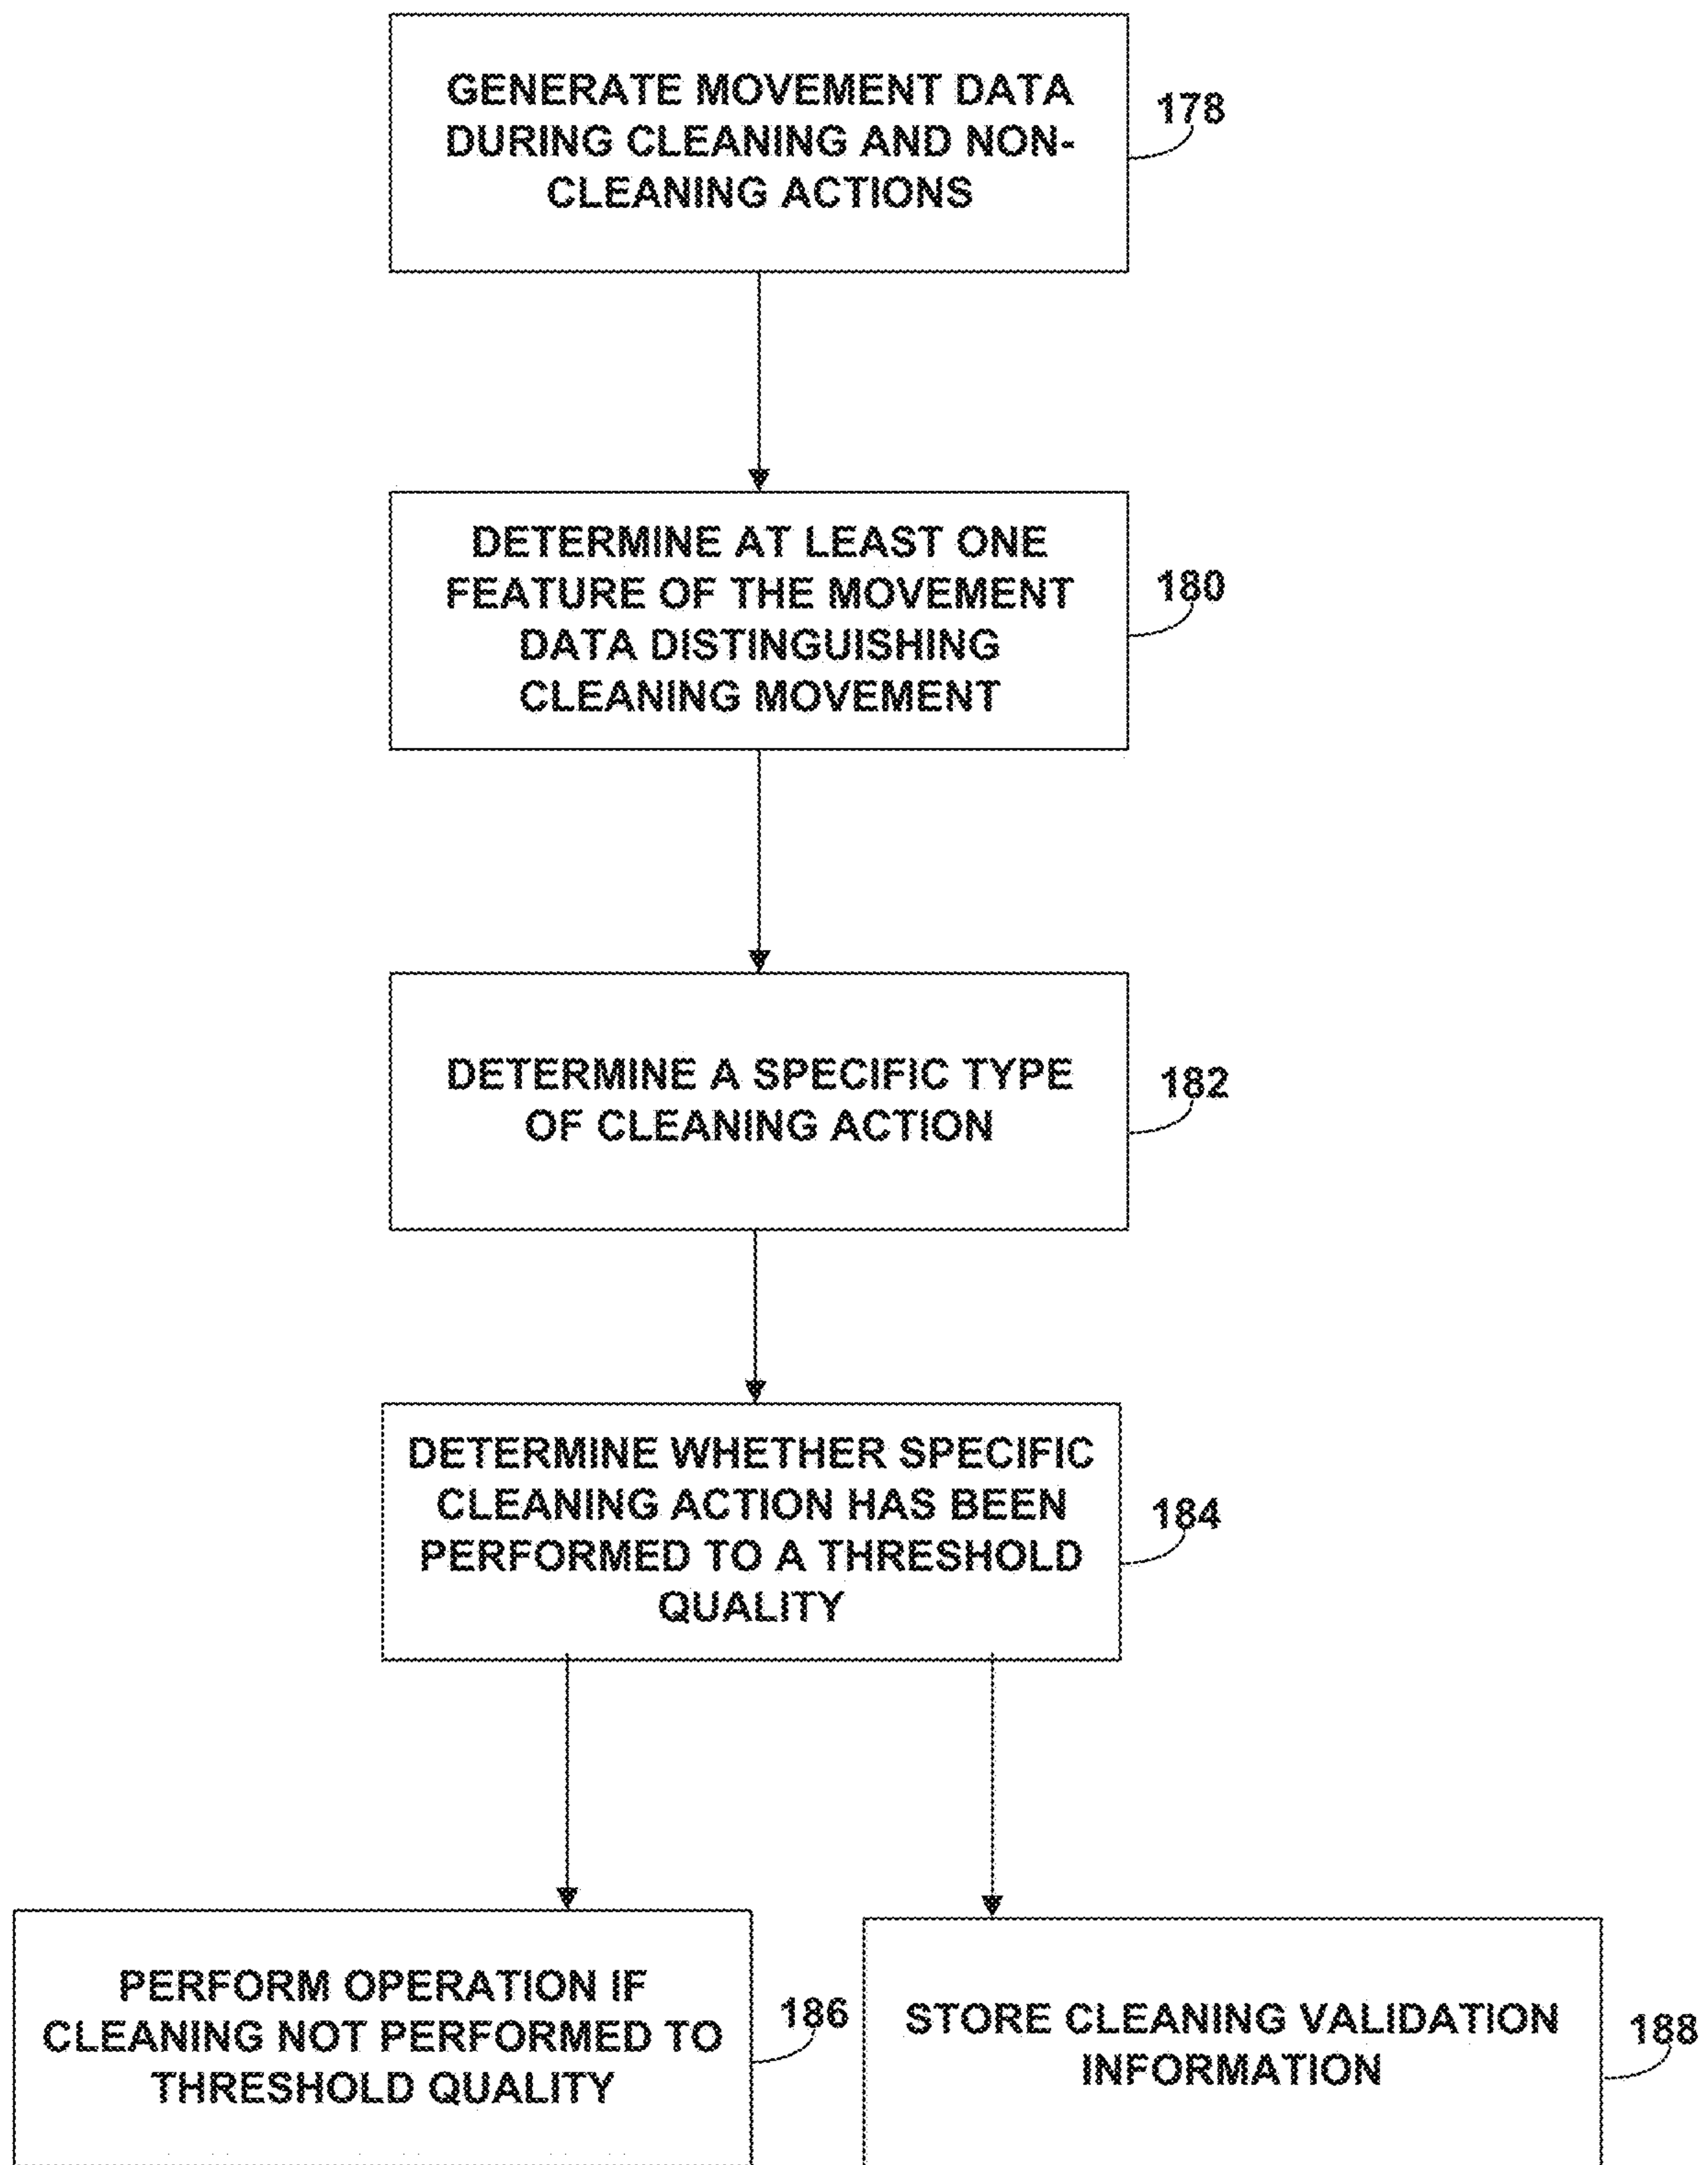 GENERATE MOVEMENT DATA
DURING CLEANING AND NON-
CLEANING ACTIONS
178
DETERMINE AT LEAST ONE
FEATURE OF THE MOVEMENT
DATA DISTINGUISHING
CLEANING MOVEMENT
180
DETERMINE A SPECIFIC TYPE
OF CLEANING ACTION
182
DETERMINE WHETHER SPECIFIC
CLEANING ACTION HAS BEEN
PERFORMED TO A THRESHOLD
QUALITY
184
PERFORM OPERATION IF
CLEANING NOT PERFORMED TO
THRESHOLD QUALITY
186
STORE CLEANING VALIDATION
INFORMATION
188